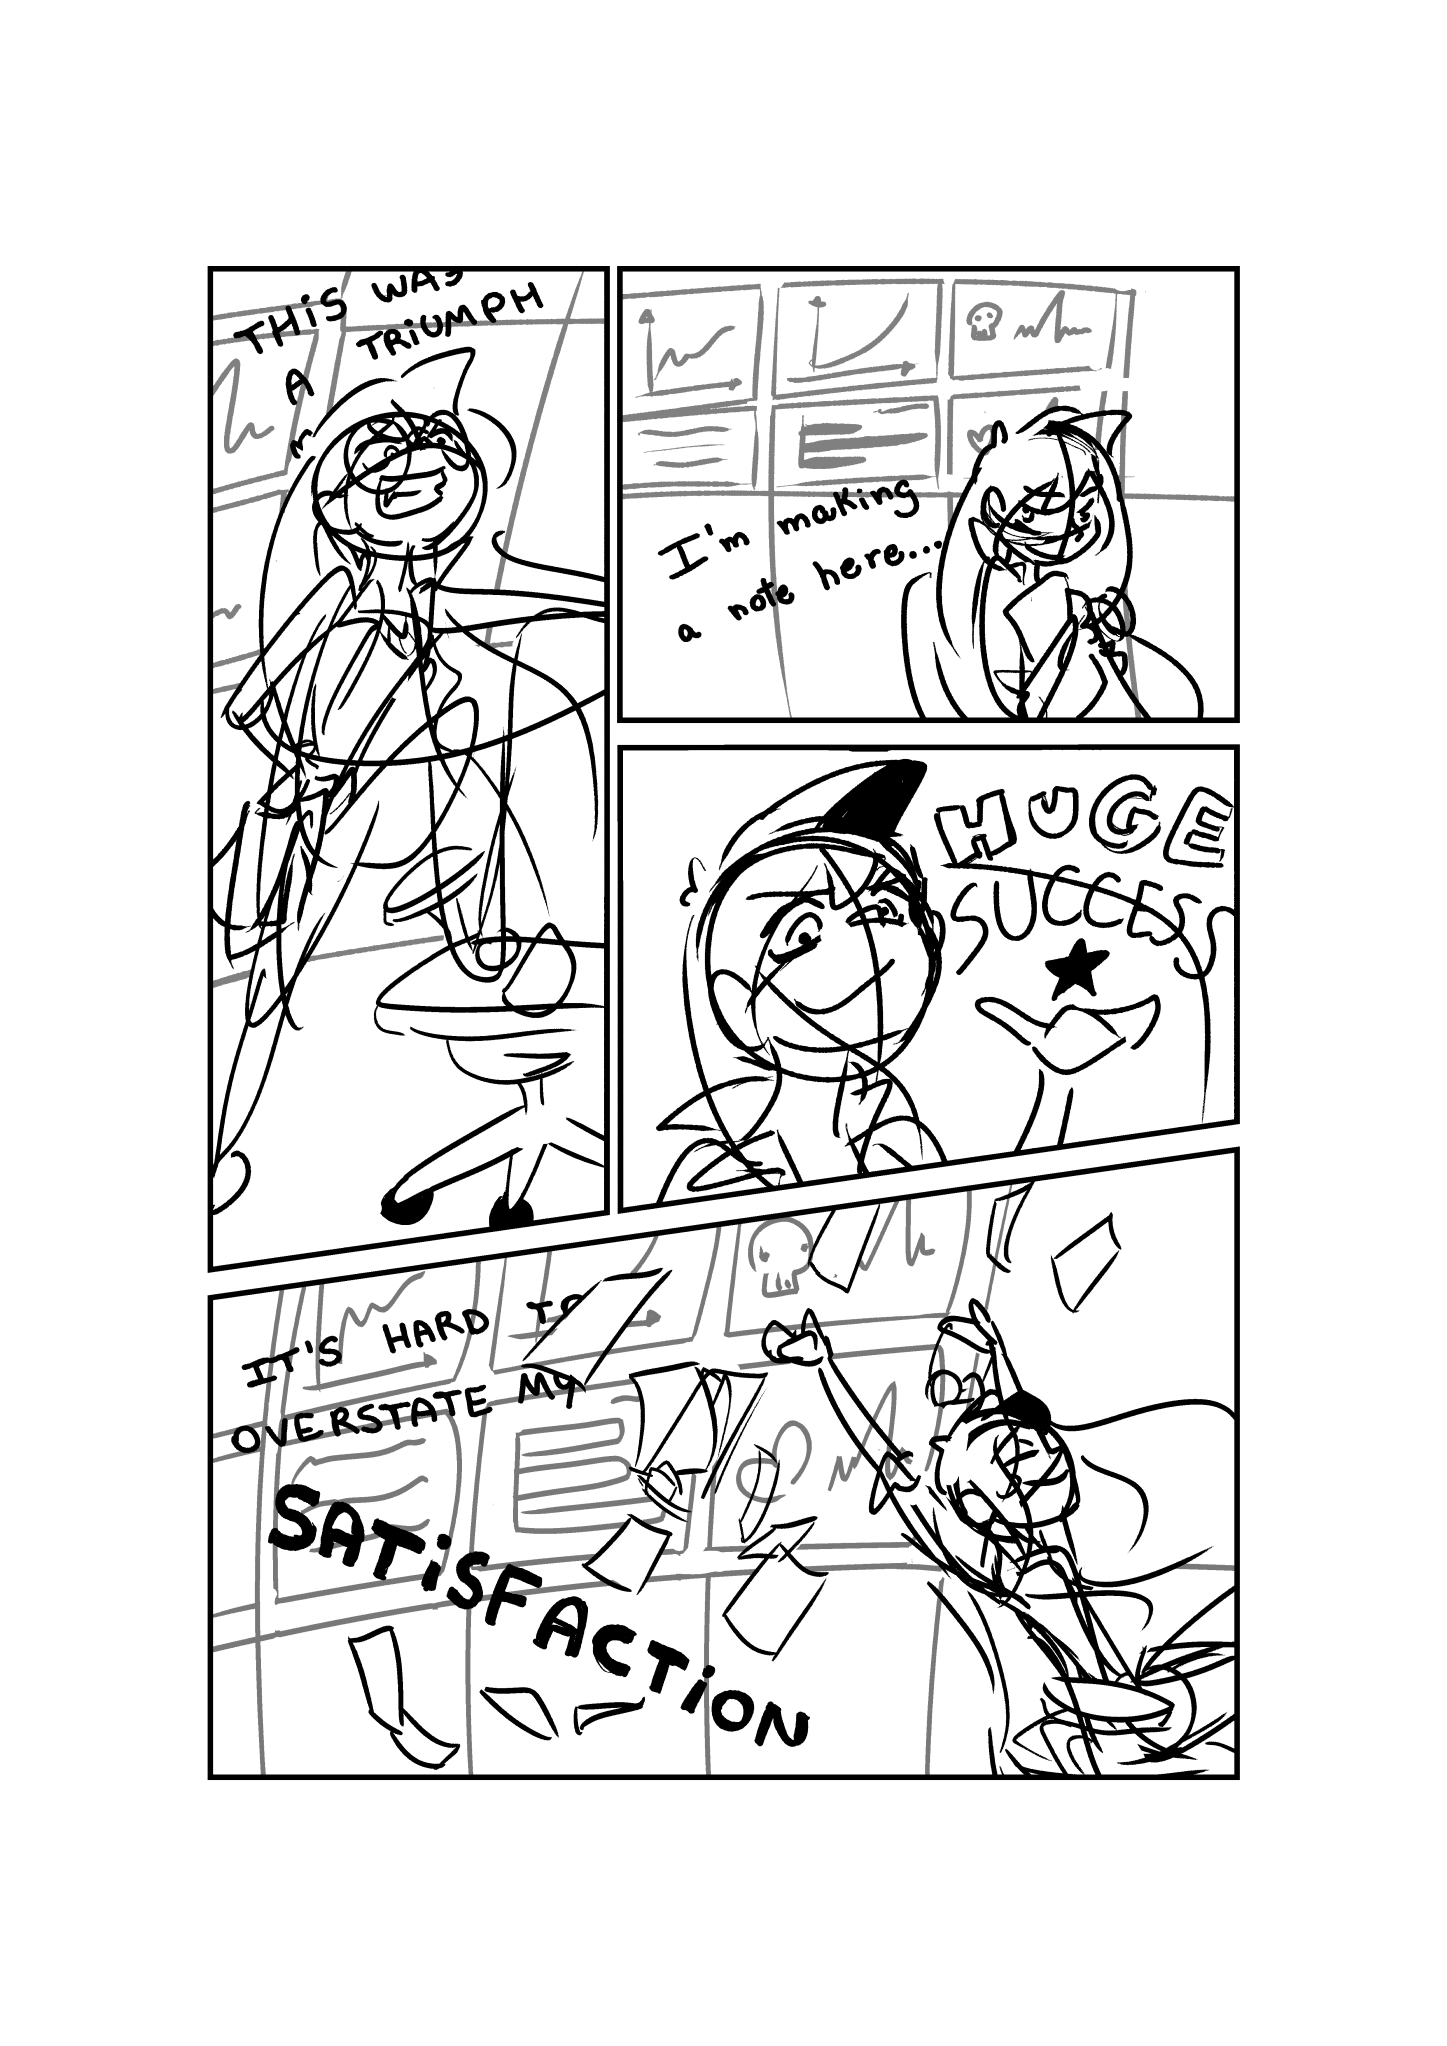 THiS WAS
A TRiUMPH
I'm making
a note here...
HUGE
SUCCESS
IT'S HARD TO
OVERSTATE MY
SATiSFACTiON